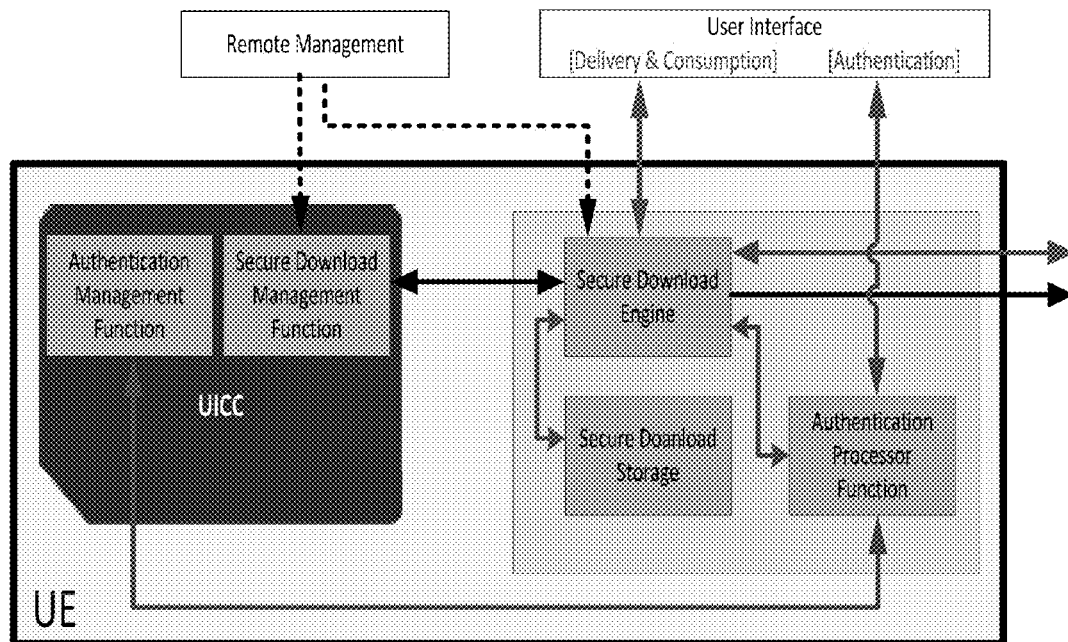 Remote Management
User Interface
[Delivery & Consumption]
[Authentication]
Authentication
Management
Function
Secure Download
Management
Function
UICC
Secure Download
Engine
Secure Doanload
Storage
Authentication
Processor
Function
UE